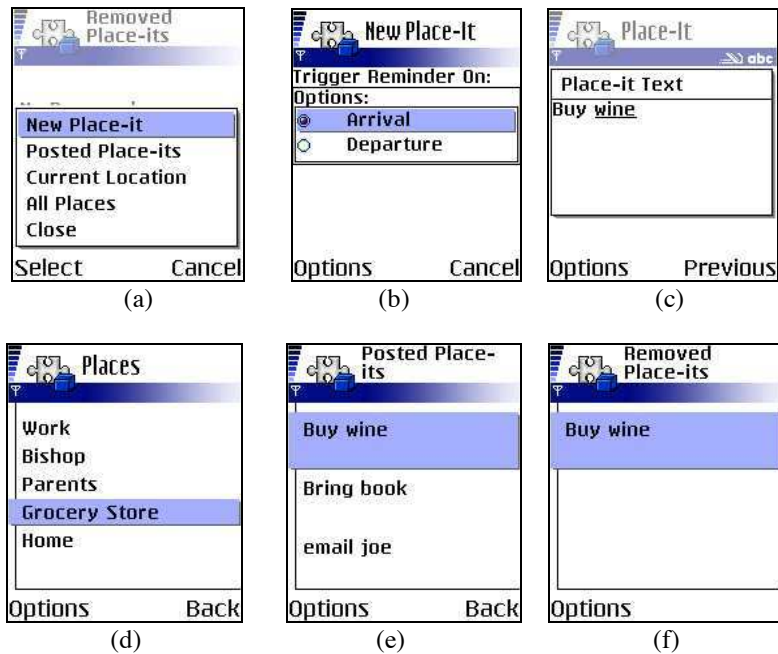 Removed
Place-its
New Place-it
Posted Place-its
Current Location
All Places
Close
Select Cancel
(a)
New Place-It
Trigger Reminder On:
Options:
Arrival
Departure
Options Cancel
(b)
Place-It
abc
Place-it Text
Buy wine
Options Previous
(c)
Places
Work
Bishop
Parents
Grocery Store
Home
Options Back
(d)
Posted Place-
its
Buy wine
Bring book
email joe
Options Back
(e)
Removed
Place-its
Buy wine
Options
(f)